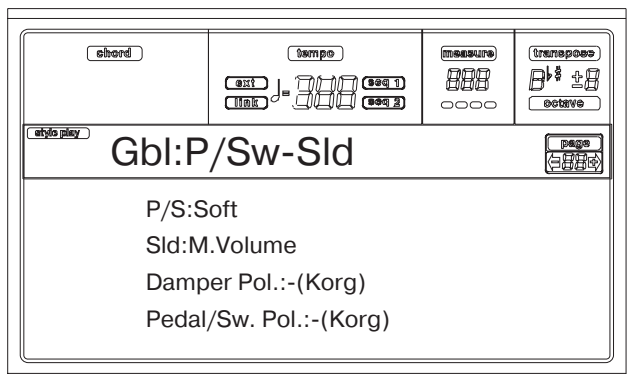 chord
tempo
measure
transpose
ext
seq 1
link
seq 2
octave
style play
Gbl:P/Sw-Sld
page
P/S:Soft
Sld:M.Volume
Damper Pol.:-(Korg)
Pedal/Sw. Pol.:-(Korg)